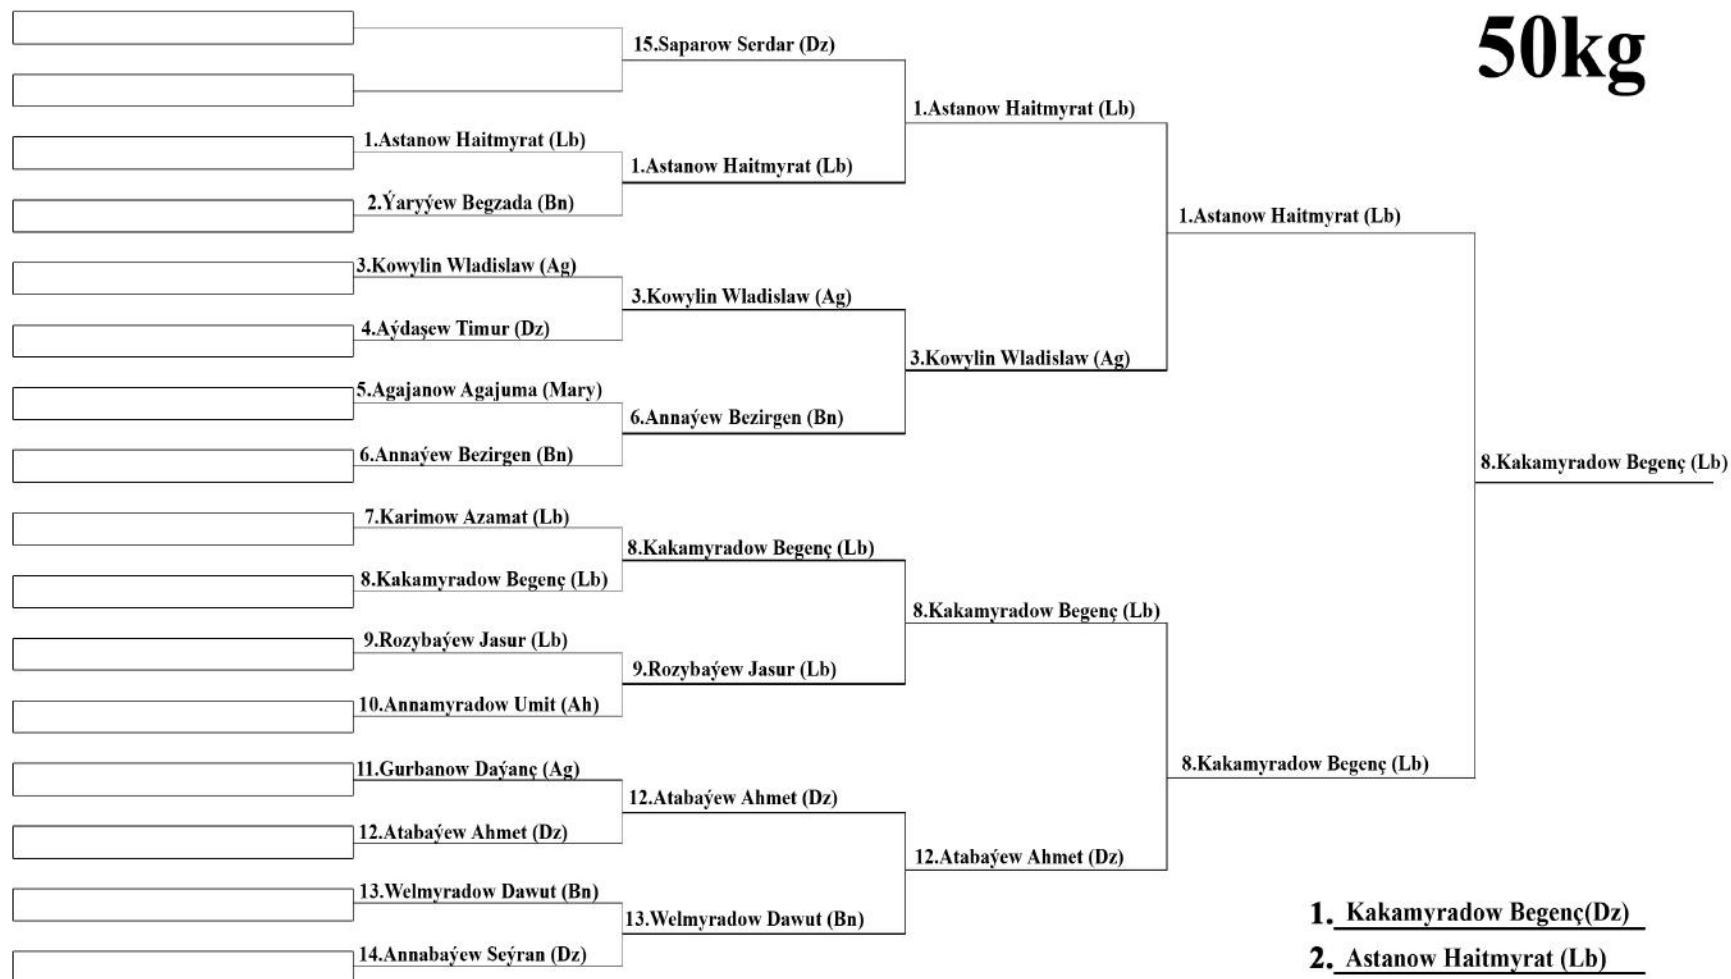 50kg
15.Saparow Serdar (Dz)
1.Astanow Haitmyrat (Lb)
1.Astanow Haitmyrat (Lb)
1.Astanow Haitmyrat (Lb)
2.Ýaryýew Begzada (Bn)
1.Astanow Haitmyrat (Lb)
3.Kowylin Wladislaw (Ag)
3.Kowylin Wladislaw (Ag)
4.Aýdaşew Timur (Dz)
3.Kowylin Wladislaw (Ag)
5.Agajanow Agajuma (Mary)
6.Annaýew Bezirgen (Bn)
6.Annaýew Bezirgen (Bn)
8.Kakamyradow Begenç (Lb)
7.Karimow Azamat (Lb)
8.Kakamyradow Begenç (Lb)
8.Kakamyradow Begenç (Lb)
8.Kakamyradow Begenç (Lb)
9.Rozybaýew Jasur (Lb)
9.Rozybaýew Jasur (Lb)
10.Annamyradow Umit (Ah)
11.Gurbanow Daýanç (Ag)
8.Kakamyradow Begenç (Lb)
12.Atabaýew Ahmet (Dz)
12.Atabaýew Ahmet (Dz)
12.Atabaýew Ahmet (Dz)
13.Welmyradow Dawut (Bn)
13.Welmyradow Dawut (Bn)
14.Annabaýew Seýran (Dz)
1. Kakamyradow Begenç(Dz)
2. Astanow Haitmyrat (Lb)